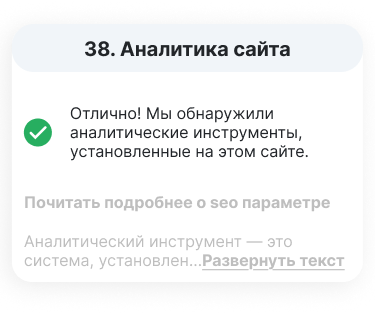 38. Аналитика сайта
Отлично! Мы обнаружили
аналитические инструменты,
установленные на этом сайте.
Почитать подробнее о seo параметре
Аналитический инструмент — это
система, установлен...Развернуть текст